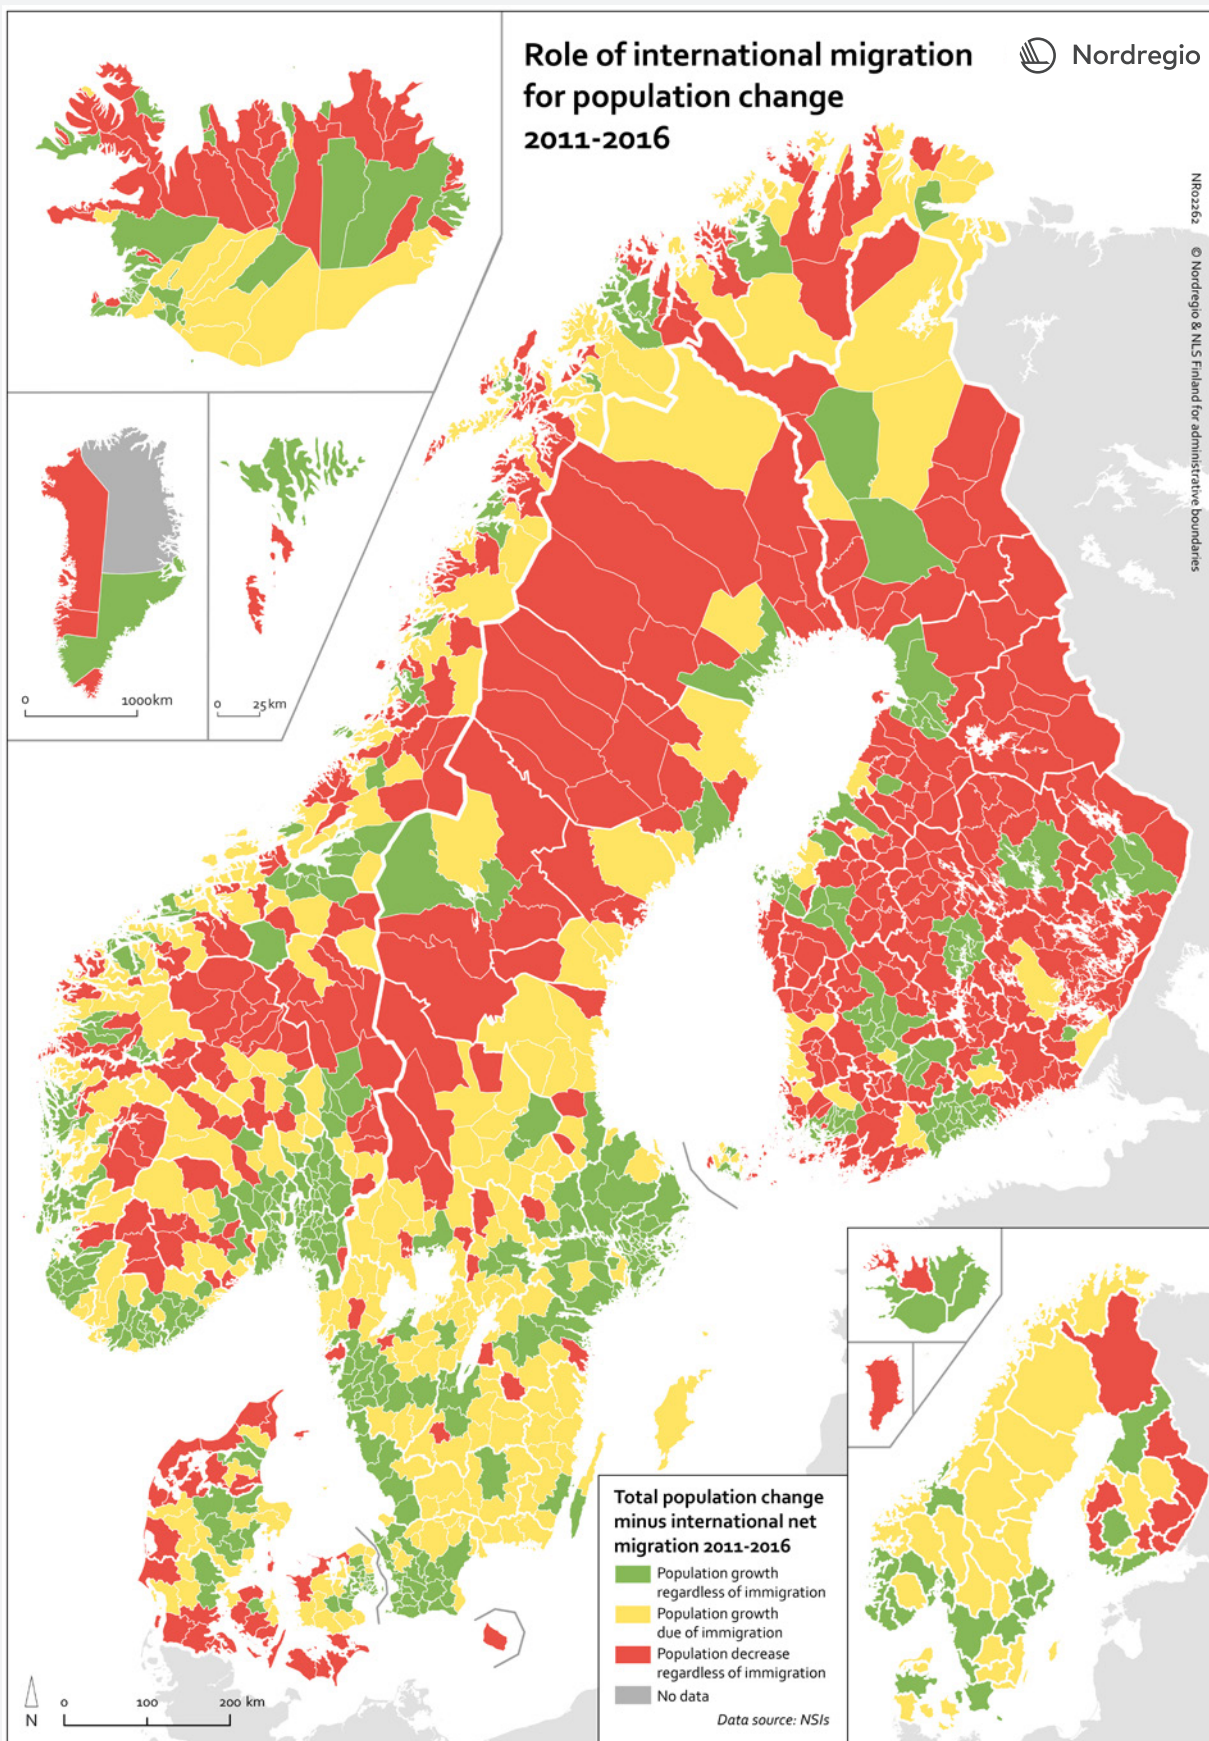 Role of international migration
for population change
2011-2016
Nordregio
NR02262 © Nordregio & NLS Finland for administrative boundaries
0 1000km
0 25km
Total population change
minus international net
migration 2011-2016
Population growth
regardless of immigration
Population growth
due of immigration
Population decrease
regardless of immigration
No data
Data source: NSIs
N
0 100 200 km